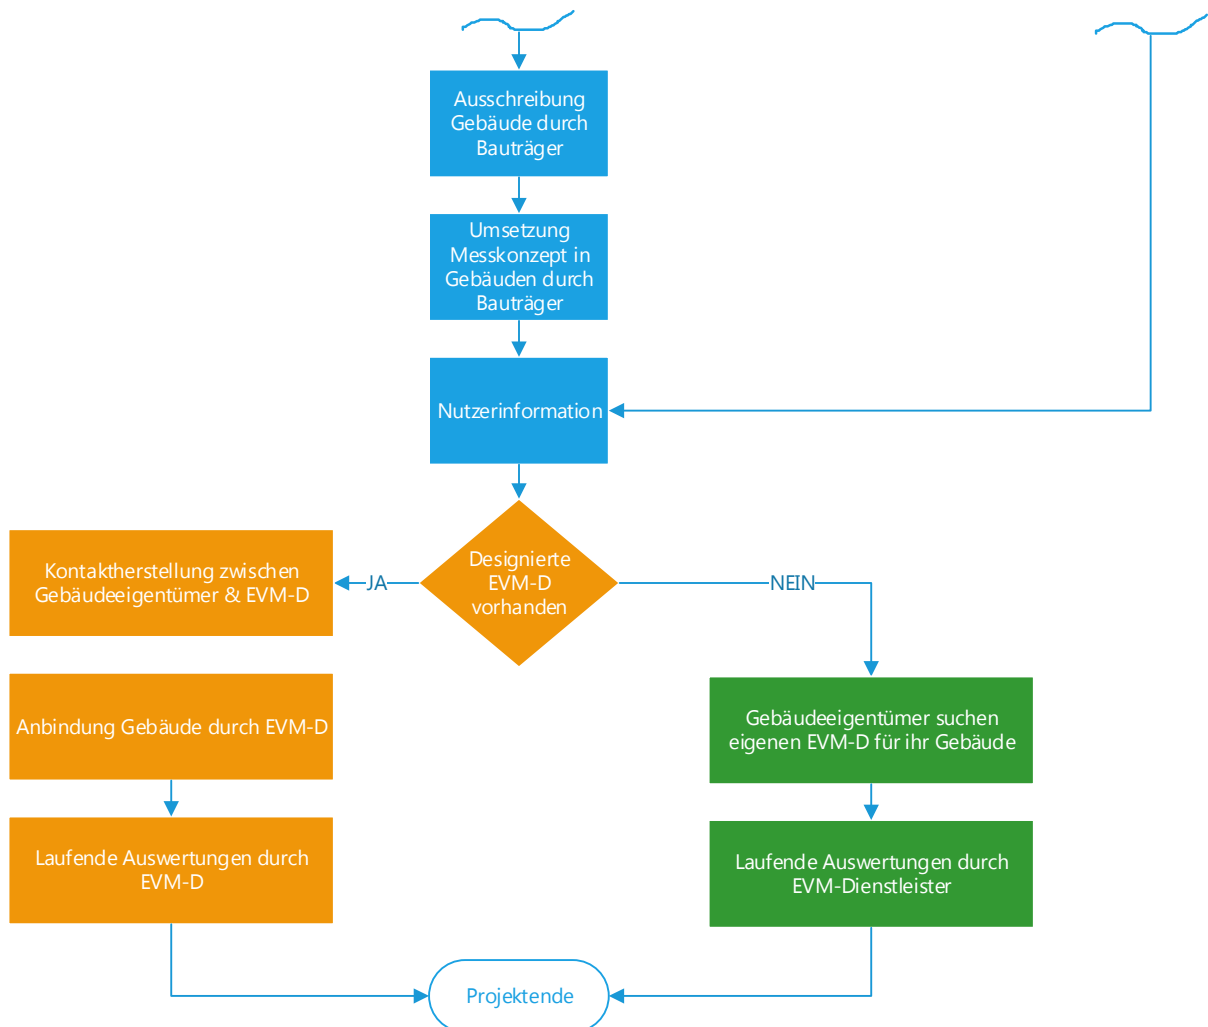 Ausschreibung
Gebäude durch
Bauträger
Umsetzung
Messkonzept in
Gebäuden durch
Bauträger
Nutzerinformation
Designierte
EVM-D
vorhanden
JA
NEIN
Kontaktherstellung zwischen
Gebäudeeigentümer & EVM-D
Anbindung Gebäude durch EVM-D
Laufende Auswertungen durch
EVM-D
Gebäudeeigentümer suchen
eigenen EVM-D für ihr Gebäude
Laufende Auswertungen durch
EVM-Dienstleister
Projektende